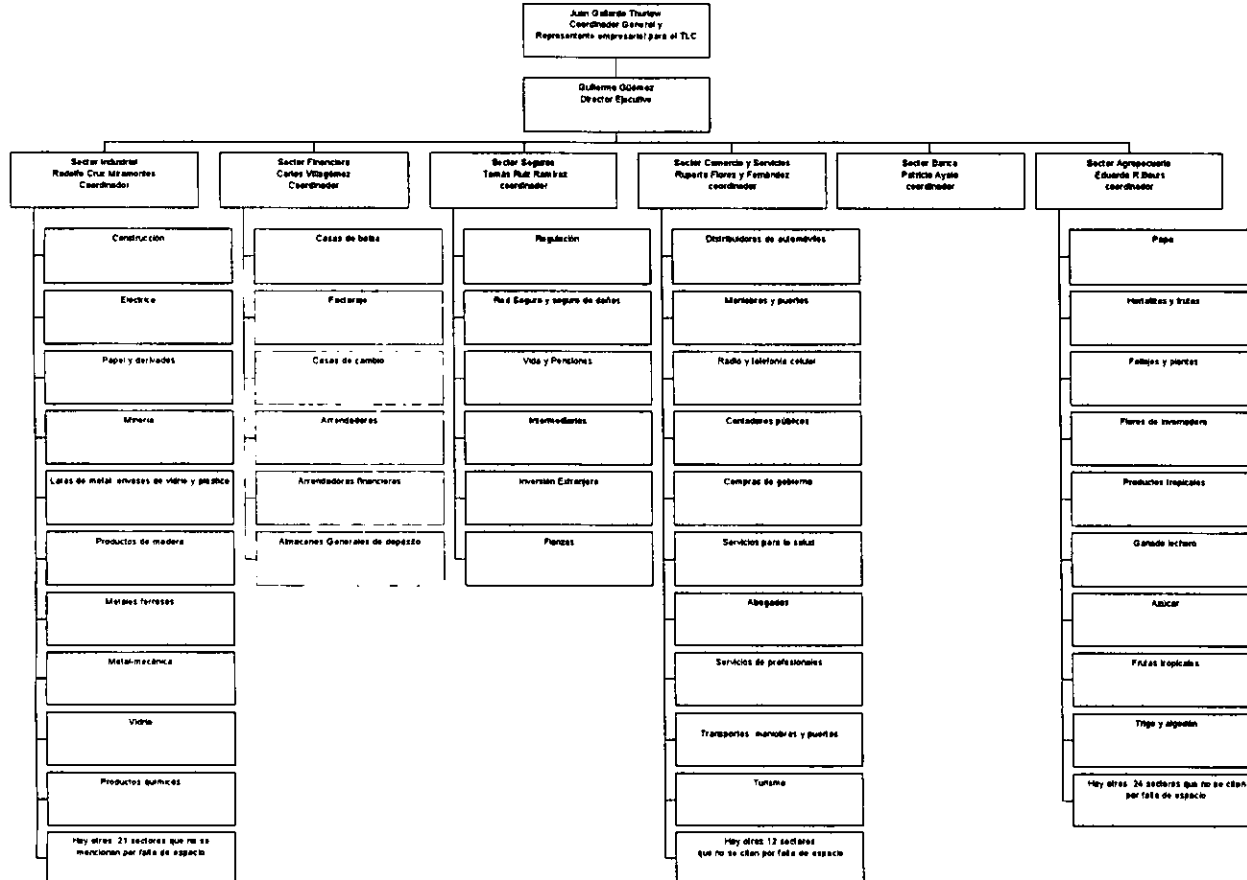 Juan Gallardo Thurlow
Coordinador General y
Representante empresarial para el TLC
Guillermo Güemez
Director Ejecutivo
Sector Industrial
Rodolfo Cruz Miramontes
Coordinador
Construcción
Eléctrico
Papel y derivados
Minería
Latas de metal envases de vidrio y plástico
Productos de madera
Metales ferrosos
Metal-mecánica
Vidrio
Productos químicos
Hay otros 21 sectores que no se
mencionan por falta de espacio
Sector Financiero
Carlos Villagómez
Coordinador
Casas de bolsa
Factoraje
Casas de cambio
Arrendadoras
Arrendadoras financieras
Almacenes Generales de depósito
Sector Seguros
Tomás Ruiz Ramírez
coordinador
Regulación
Red Seguro y seguro de daños
Vida y Pensiones
Intermediarios
Inversión Extranjera
Fianzas
Sector Comercio y Servicios
Ruperto Flores y Fernández
coordinador
Distribuidores de automóviles
Maniobras y puertos
Radio y telefonía celular
Contadores públicos
Compras de gobierno
Servicios para la salud
Abogados
Servicios de profesionales
Transportes maniobras y puertos
Turismo
Hay otros 12 sectores
que no se citan por falta de espacio
Sector Banca
Patricio Ayala
coordinador
Sector Agropecuario
Eduardo R.Bours
coordinador
Papa
Hortalizas y frutas
Follajes y plantas
Flores de invernadero
Productos tropicales
Ganado lechero
Azúcar
Frutas tropicales
Trigo y algodón
Hay otros 24 sectores que no se citan
por falta de espacio